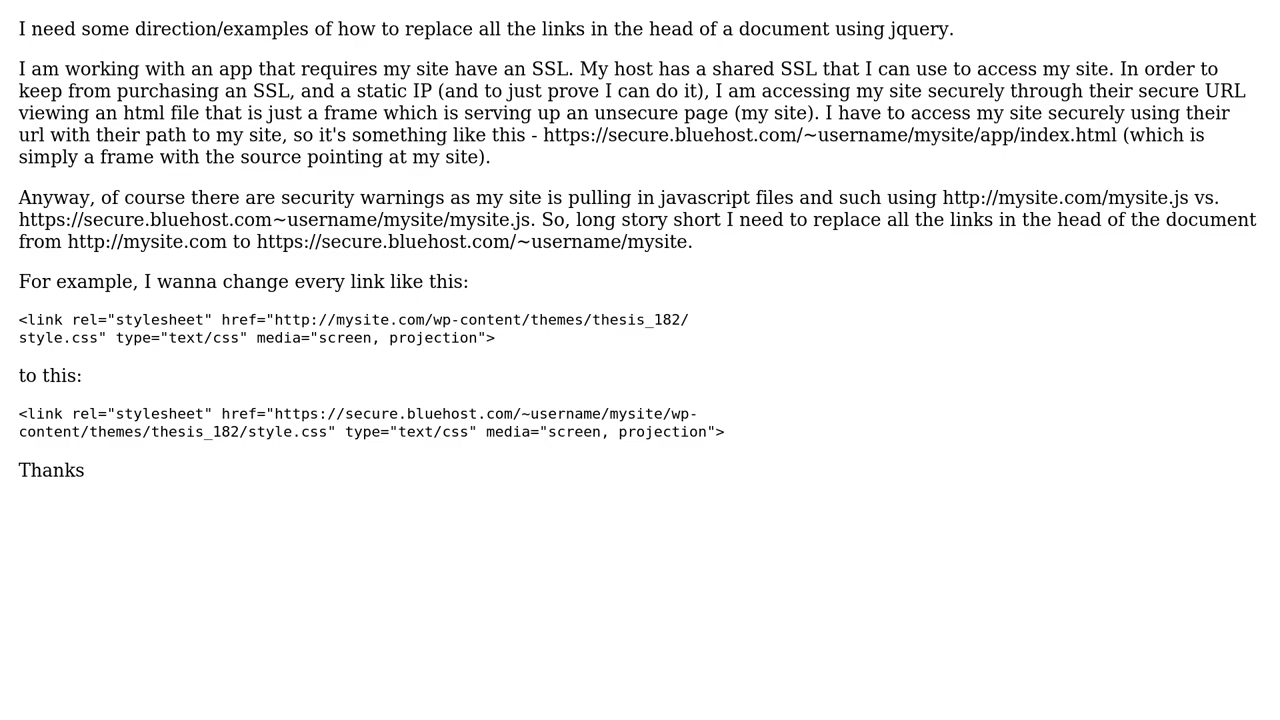 I need some direction/examples of how to replace all the links in the head of a document using jquery.
I am working with an app that requires my site have an SSL. My host has a shared SSL that I can use to access my site. In order to
keep from purchasing an SSL, and a static IP (and to just prove I can do it), I am accessing my site securely through their secure URL
viewing an html file that is just a frame which is serving up an unsecure page (my site). I have to access my site securely using their
url with their path to my site, so it's something like this - https://secure.bluehost.com/~username/mysite/app/index.html (which is
simply a frame with the source pointing at my site).
Anyway, of course there are security warnings as my site is pulling in javascript files and such using http://mysite.com/mysite.js vs.
https://secure.bluehost.com~username/mysite/mysite.js. So, long story short I need to replace all the links in the head of the document
from http://mysite.com to https://secure.bluehost.com/~username/mysite.
For example, I wanna change every link like this:
<link rel="stylesheet" href="http://mysite.com/wp-content/themes/thesis_182/
style.css" type="text/css" media="screen, projection">
to this:
<link rel="stylesheet" href="https://secure.bluehost.com/~username/mysite/wp-
content/themes/thesis_182/style.css" type="text/css" media="screen, projection">
Thanks